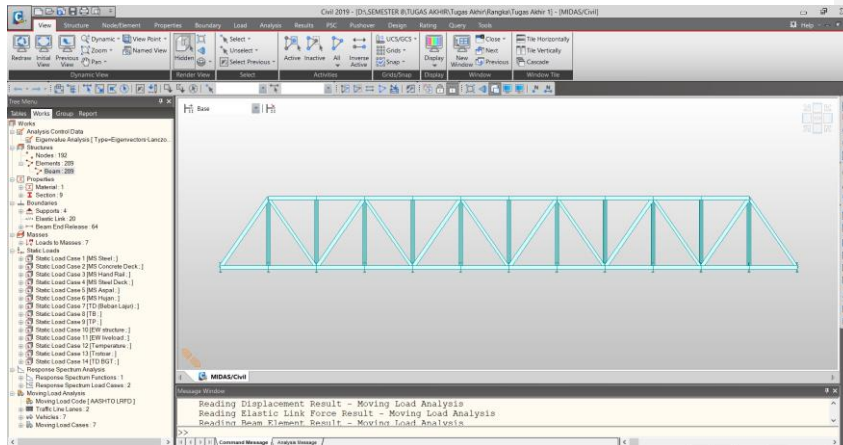 Civil 2019 - [D:\SEMESTER 8\TUGAS AKHIR\Tugas Akhir\Rangka\Tugas Akhir 1] - [MIDAS/Civil]
View Structure Node/Element Properties Boundary Load Analysis Results PSC Pushover Design Rating Query Tools Help
Redraw Initial View Previous View Dynamic Zoom Pan View Point Named View
Hidden
Select Unselect Select Previous
Active Inactive All Inverse Active
UCS/GCS Grids Snap
Display
New Window Close Next Previous
Tile Horizontally Tile Vertically Cascade
Dynamic View Render View Select Activities Grids/Snap Display Window Window Tile
Tree Menu
Tables Works Group Report
Base
Works
Analysis Control Data
Eigenvalue Analysis [ Type=Eigenvectors-Lanczo...
Structures
Nodes : 192
Elements : 289
Beam : 289
Properties
Material : 1
Section : 9
Boundaries
Supports : 4
Elastic Link : 20
Beam End Release : 64
Masses
Loads to Masses : 7
Static Loads
Static Load Case 1 [MS Steel ; ]
Static Load Case 2 [MS Concrete Deck ; ]
Static Load Case 3 [MS Hand Rail ; ]
Static Load Case 4 [MS Steel Deck ; ]
Static Load Case 5 [MS Aspal ; ]
Static Load Case 6 [MS Hujan ; ]
Static Load Case 7 [TD (Beban Lajur) ; ]
Static Load Case 8 [TB ; ]
Static Load Case 9 [TP ; ]
Static Load Case 10 [EW structure ; ]
Static Load Case 11 [EW liveload ; ]
Static Load Case 12 [Temperature ; ]
Static Load Case 13 [Trotoar ; ]
Static Load Case 14 [TD BGT ; ]
Response Spectrum Analysis
Response Spectrum Functions : 1
Response Spectrum Load Cases : 2
Moving Load Analysis
Moving Load Code [ AASHTO LRFD ]
Traffic Line Lanes : 2
Vehicles : 7
Moving Load Cases : 7
MIDAS/Civil
Message Window
Reading Displacement Result - Moving Load Analysis
Reading Elastic Link Force Result - Moving Load Analysis
Reading Beam Element Result - Moving Load Analysis
>>
Command Message Analysis Message